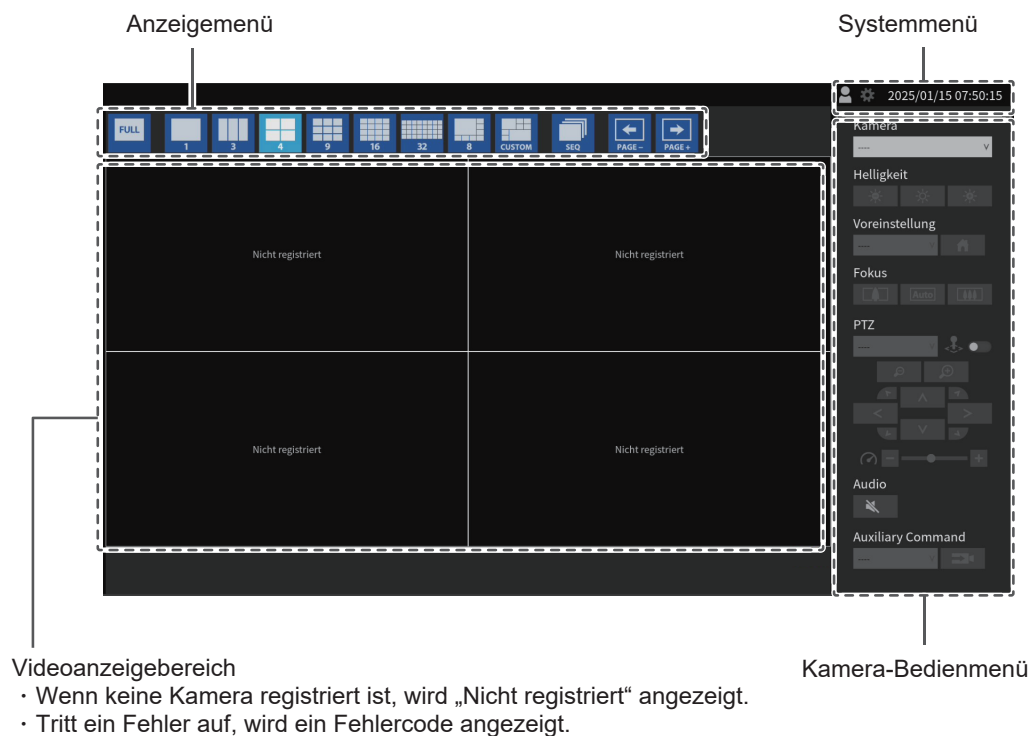 Anzeigemenü
Systemmenü
2025/01/15 07:50:15
FULL
1
3
4
9
16
32
8
CUSTOM
SEQ
PAGE−
PAGE+
Kamera
----
Helligkeit
Voreinstellung
---
Fokus
Auto
PTZ
---
Audio
Auxiliary Command
---
Nicht registriert
Nicht registriert
Nicht registriert
Nicht registriert
Videoanzeigebereich
・Wenn keine Kamera registriert ist, wird „Nicht registriert“ angezeigt.
・Tritt ein Fehler auf, wird ein Fehlercode angezeigt.
Kamera-Bedienmenü